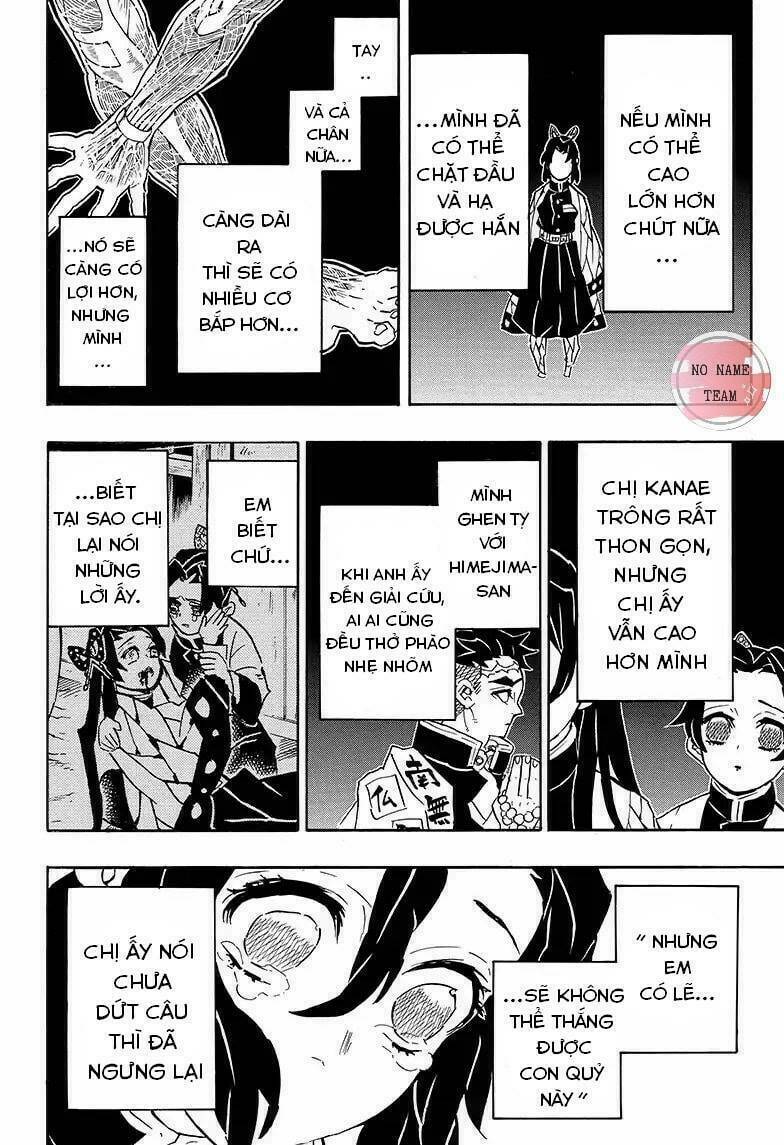 NẾU MÌNH
CÓ THỂ
CAO
LỚN HƠN
CHÚT NỮA
...
...MÌNH ĐÃ
CÓ THỂ
CHẶT ĐẦU
VÀ HẠ
ĐƯỢC HẮN
TAY
..
VÀ CẢ
CHÂN
NỮA...
CÀNG DÀI
RA
THÌ SẼ CÓ
NHIỀU CƠ
BẮP HƠN...
...NÓ SẼ
CÀNG CÓ
LỢI HƠN,
NHƯNG
MÌNH
...
NO NAME
TEAM
CHỊ KANAE
TRÔNG RẤT
THON GỌN,
NHƯNG
CHỊ ẤY
VẪN CAO
HƠN MÌNH
MÌNH
GHEN TỴ
VỚI
HIMEJIMA-
SAN
KHI ANH ẤY
ĐẾN GIẢI CỨU,
AI AI CŨNG
ĐỀU THỞ PHÀO
NHẸ NHÕM
南無
仏
EM
BIẾT
CHỨ...
...BIẾT
TẠI SAO CHỊ
LẠI NÓI
NHỮNG
LỜI ẤY.
" NHƯNG
EM
CÓ LẼ...
...SẼ KHÔNG
THỂ THẮNG
ĐƯỢC
CON QUỶ
NÀY "
CHỊ ẤY NÓI
CHƯA
DỨT CÂU
THÌ ĐÃ
NGƯNG LẠI